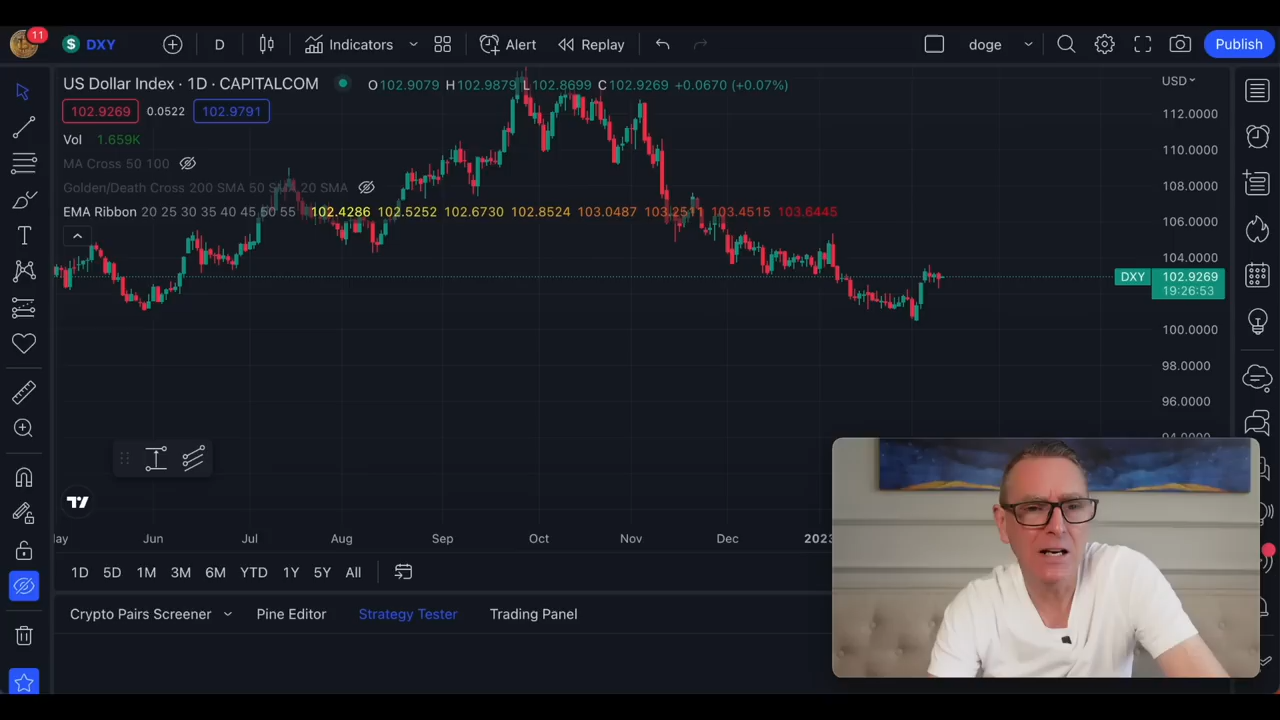 11
S DXY
D
Indicators
Alert
Replay
doge
Publish
US Dollar Index · 1D · CAPITALCOM
O102.9079 H102.9879 L102.8699 C102.9269 +0.0670 (+0.07%)
USD
102.9269
0.0522
102.9791
112.0000
Vol 1.659K
110.0000
MA Cross 50 100
Golden/Death Cross 200 SMA 50 SMA 20 SMA
108.0000
EMA Ribbon 20 25 30 35 40 45 50 55 102.4286 102.5252 102.6730 102.8524 103.0487 103.2511 103.4515 103.6445
106.0000
104.0000
DXY 102.9269
19:26:53
100.0000
98.0000
96.0000
94.0000
Jun
Jul
Aug
Sep
Oct
Nov
Dec
2023
1D
5D
1M
3M
6M
YTD
1Y
5Y
All
Crypto Pairs Screener
Pine Editor
Strategy Tester
Trading Panel